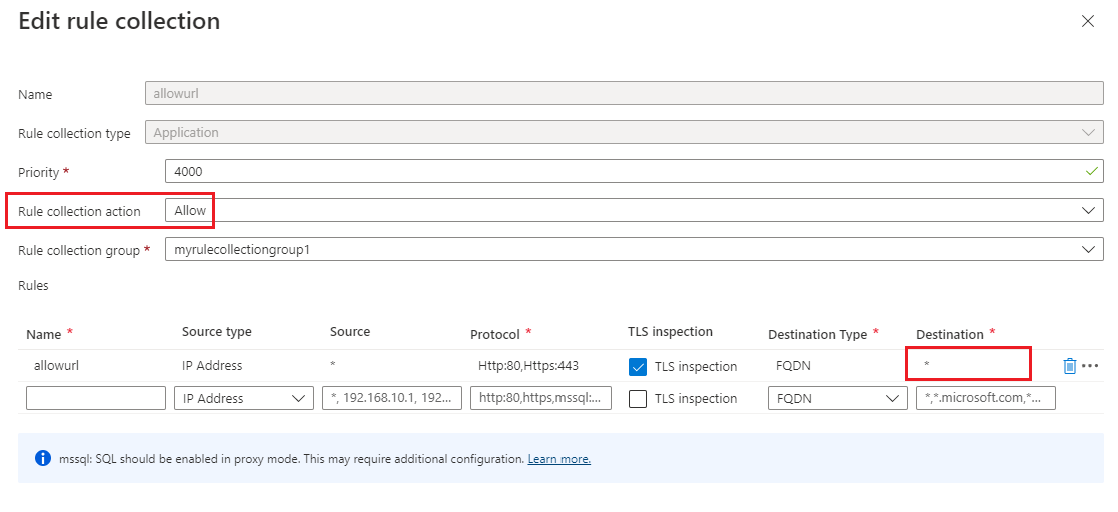 Edit rule collection
Name allowurl
Rule collection type Application
Priority * 4000
Rule collection action Allow
Rule collection group * myrulecollectiongroup1
Rules
Name * Source type Source Protocol * TLS inspection Destination Type * Destination *
allowurl IP Address * Http:80,Https:443 TLS inspection FQDN *
IP Address *, 192.168.10.1, 192... http:80,https,mssql:... TLS inspection FQDN *,*.microsoft.com,*...
mssql: SQL should be enabled in proxy mode. This may require additional configuration. Learn more.